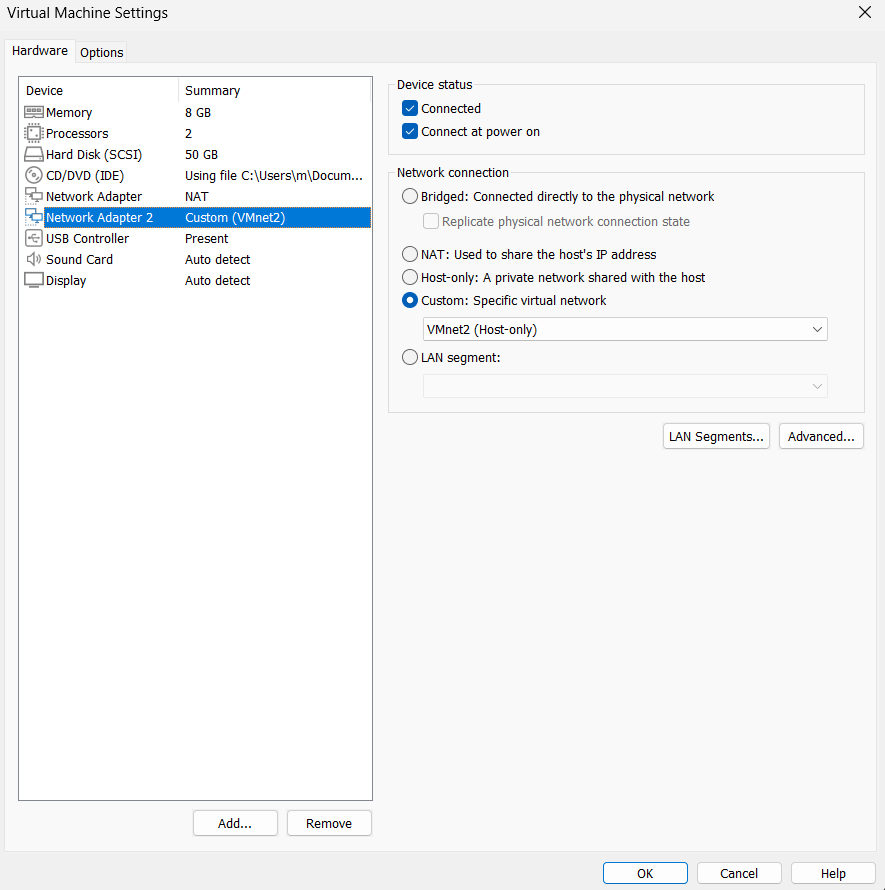 Virtual Machine Settings
Hardware Options
Device Summary
Memory 8 GB
Processors 2
Hard Disk (SCSI) 50 GB
CD/DVD (IDE) Using file C:\Users\m\Docum...
Network Adapter NAT
Network Adapter 2 Custom (VMnet2)
USB Controller Present
Sound Card Auto detect
Display Auto detect
Add... Remove
Device status
Connected
Connect at power on
Network connection
Bridged: Connected directly to the physical network
Replicate physical network connection state
NAT: Used to share the host's IP address
Host-only: A private network shared with the host
Custom: Specific virtual network
VMnet2 (Host-only)
LAN segment:
LAN Segments... Advanced...
OK Cancel Help